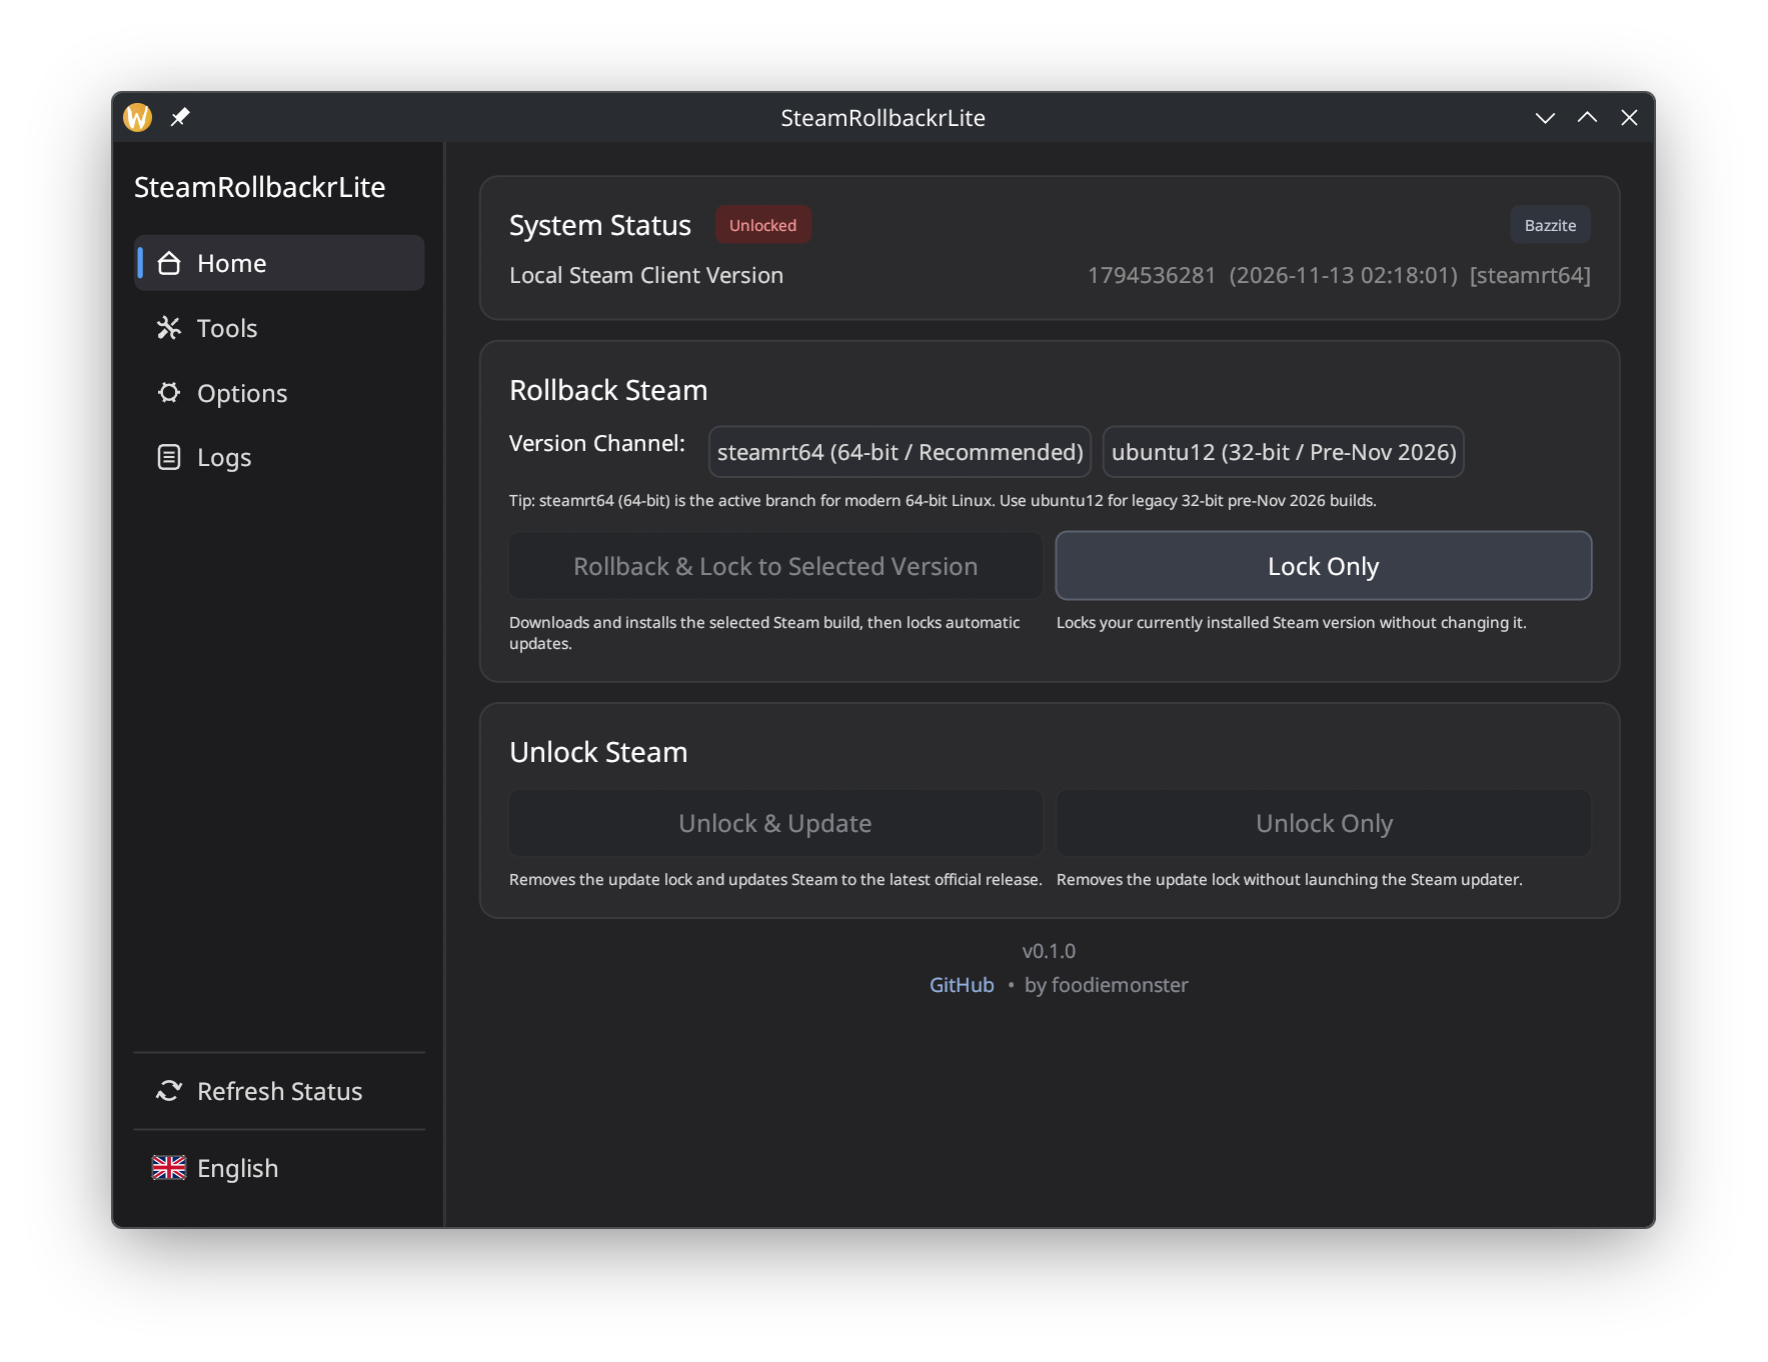 SteamRollbackrLite
SteamRollbackrLite
Home
Tools
Options
Logs
Refresh Status
English
System Status
Unlocked
Bazzite
Local Steam Client Version
1794536281 (2026-11-13 02:18:01) [steamrt64]
Rollback Steam
Version Channel:
steamrt64 (64-bit / Recommended)
ubuntu12 (32-bit / Pre-Nov 2026)
Tip: steamrt64 (64-bit) is the active branch for modern 64-bit Linux. Use ubuntu12 for legacy 32-bit pre-Nov 2026 builds.
Rollback & Lock to Selected Version
Downloads and installs the selected Steam build, then locks automatic
updates.
Lock Only
Locks your currently installed Steam version without changing it.
Unlock Steam
Unlock & Update
Removes the update lock and updates Steam to the latest official release.
Unlock Only
Removes the update lock without launching the Steam updater.
v0.1.0
GitHub • by foodiemonster